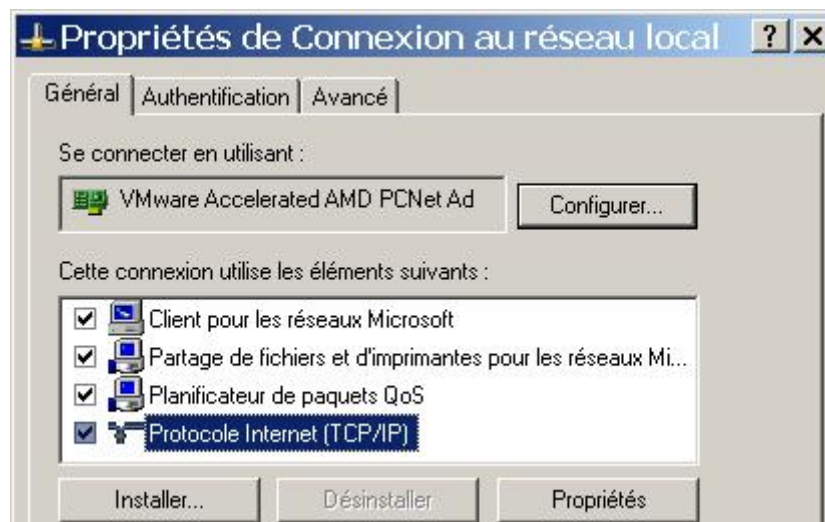 Propriétés de Connexion au réseau local
Général Authentification Avancé
Se connecter en utilisant :
VMware Accelerated AMD PCNet Ad Configurer...
Cette connexion utilise les éléments suivants :
Client pour les réseaux Microsoft
Partage de fichiers et d'imprimantes pour les réseaux Mi...
Planificateur de paquets QoS
Protocole Internet (TCP/IP)
Installer... Désinstaller Propriétés